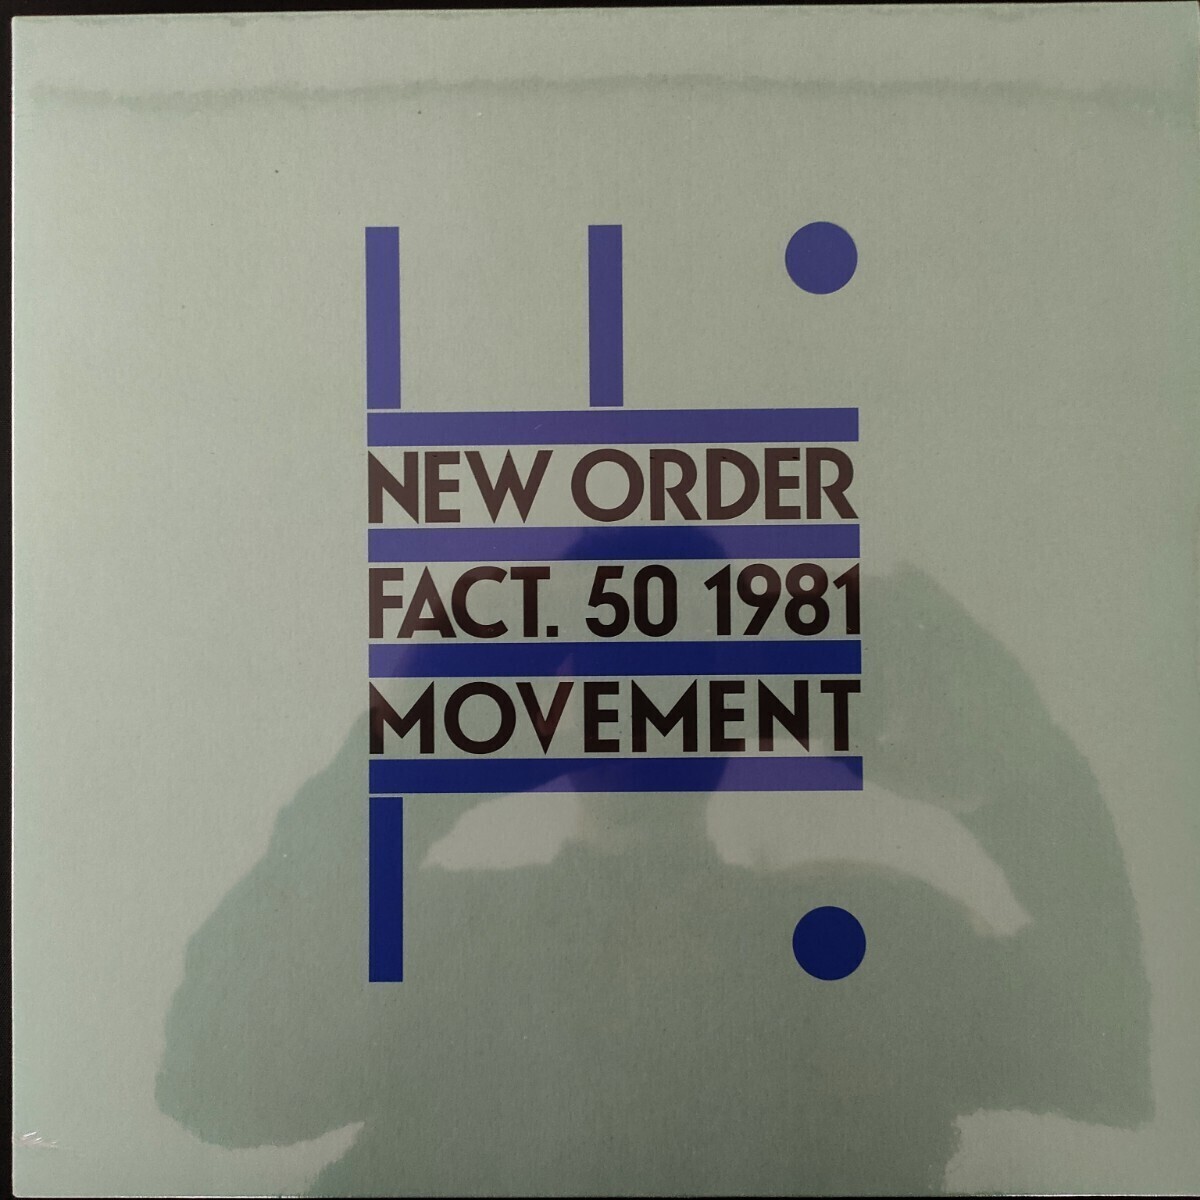 NEW ORDER
FACT. 50 1981
MOVEMENT